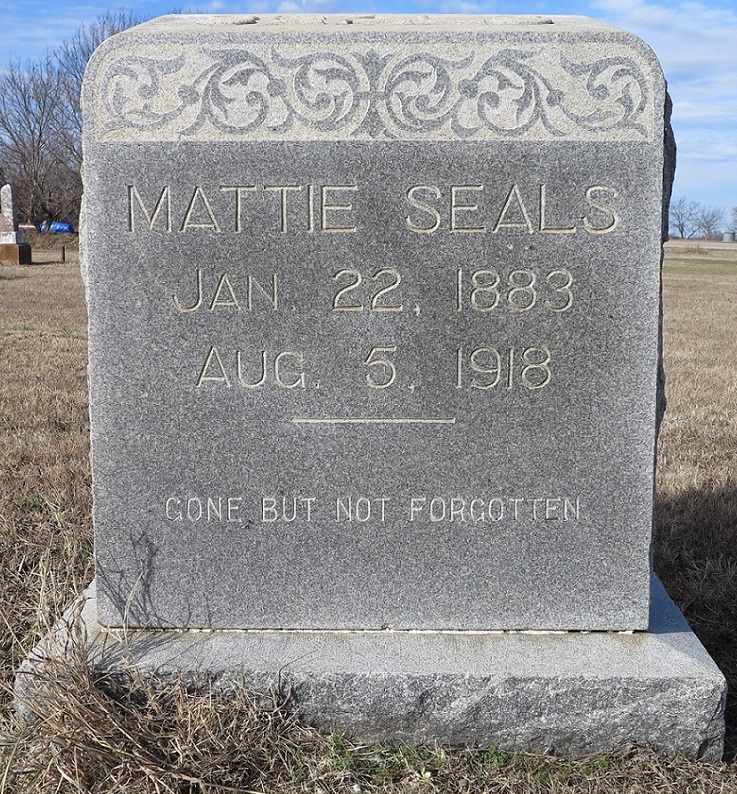 MATTIE SEALS
JAN. 22, 1883
AUG. 5, 1918
GONE BUT NOT FORGOTTEN